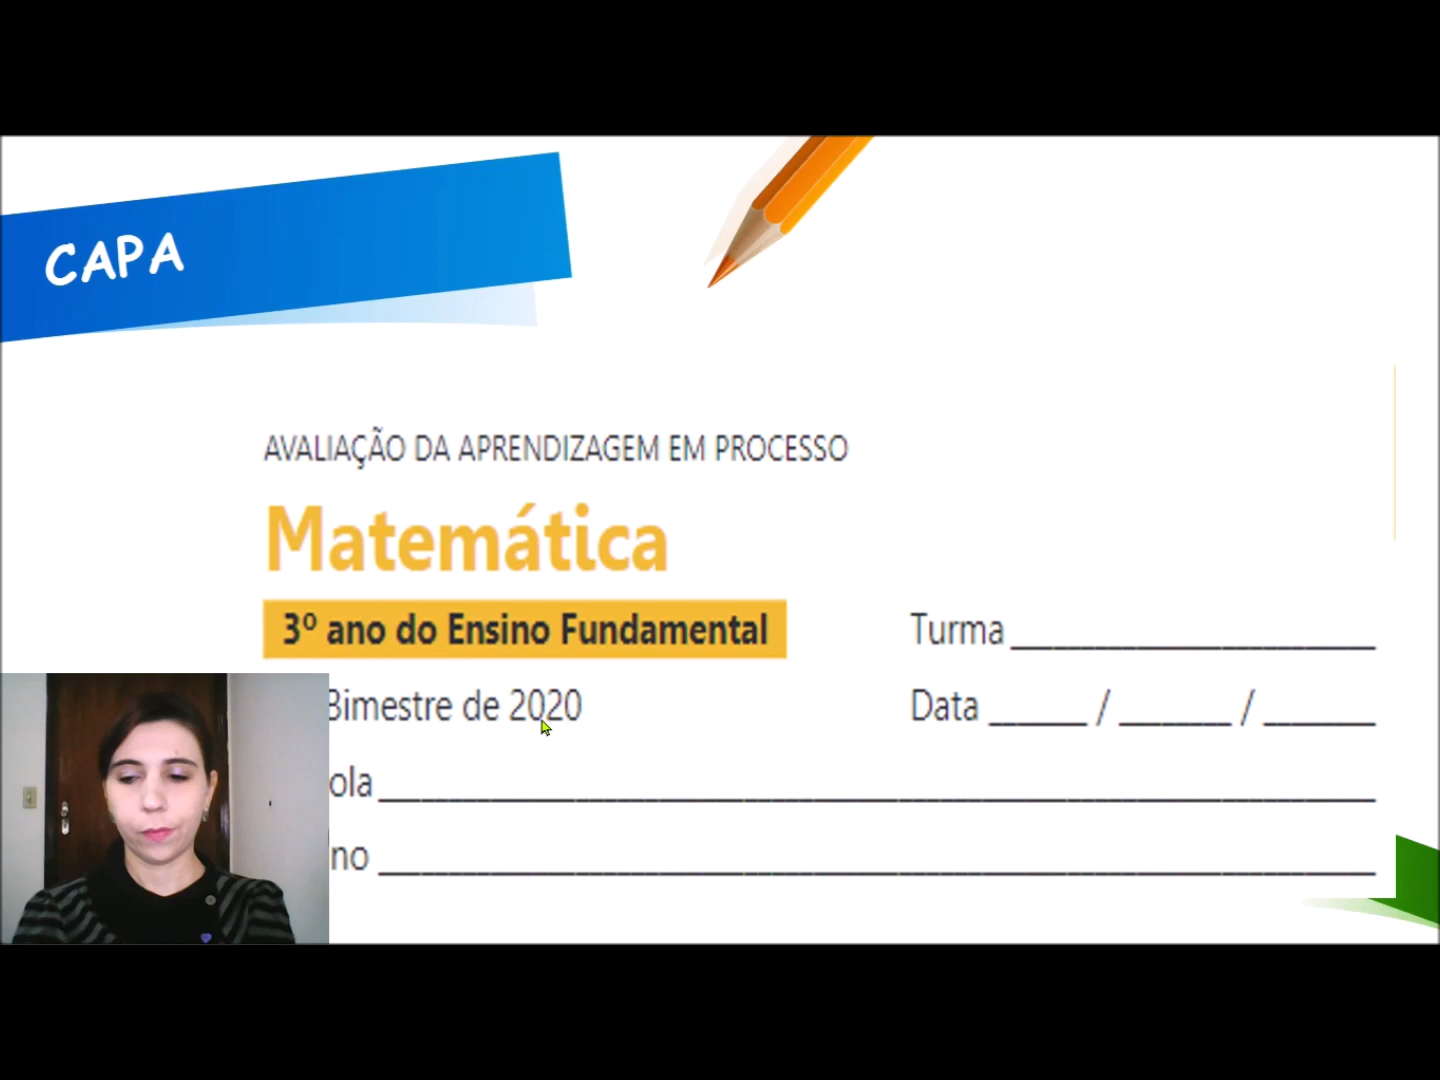 CAPA
AVALIAÇÃO DA APRENDIZAGEM EM PROCESSO
Matemática
3º ano do Ensino Fundamental
Turma
Bimestre de 2020
Data / /
ola
no